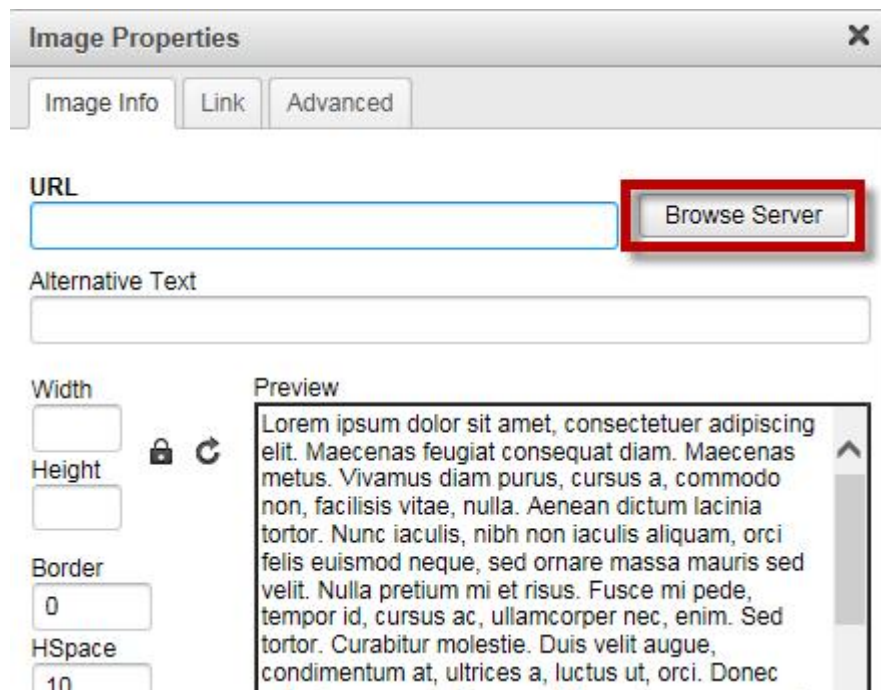 Image Properties
Image Info Link Advanced
URL
Browse Server
Alternative Text
Width
Height
Border
0
HSpace
10
Preview
Lorem ipsum dolor sit amet, consectetuer adipiscing
elit. Maecenas feugiat consequat diam. Maecenas
metus. Vivamus diam purus, cursus a, commodo
non, facilisis vitae, nulla. Aenean dictum lacinia
tortor. Nunc iaculis, nibh non iaculis aliquam, orci
felis euismod neque, sed ornare massa mauris sed
velit. Nulla pretium mi et risus. Fusce mi pede,
tempor id, cursus ac, ullamcorper nec, enim. Sed
tortor. Curabitur molestie. Duis velit augue,
condimentum at, ultrices a, luctus ut, orci. Donec